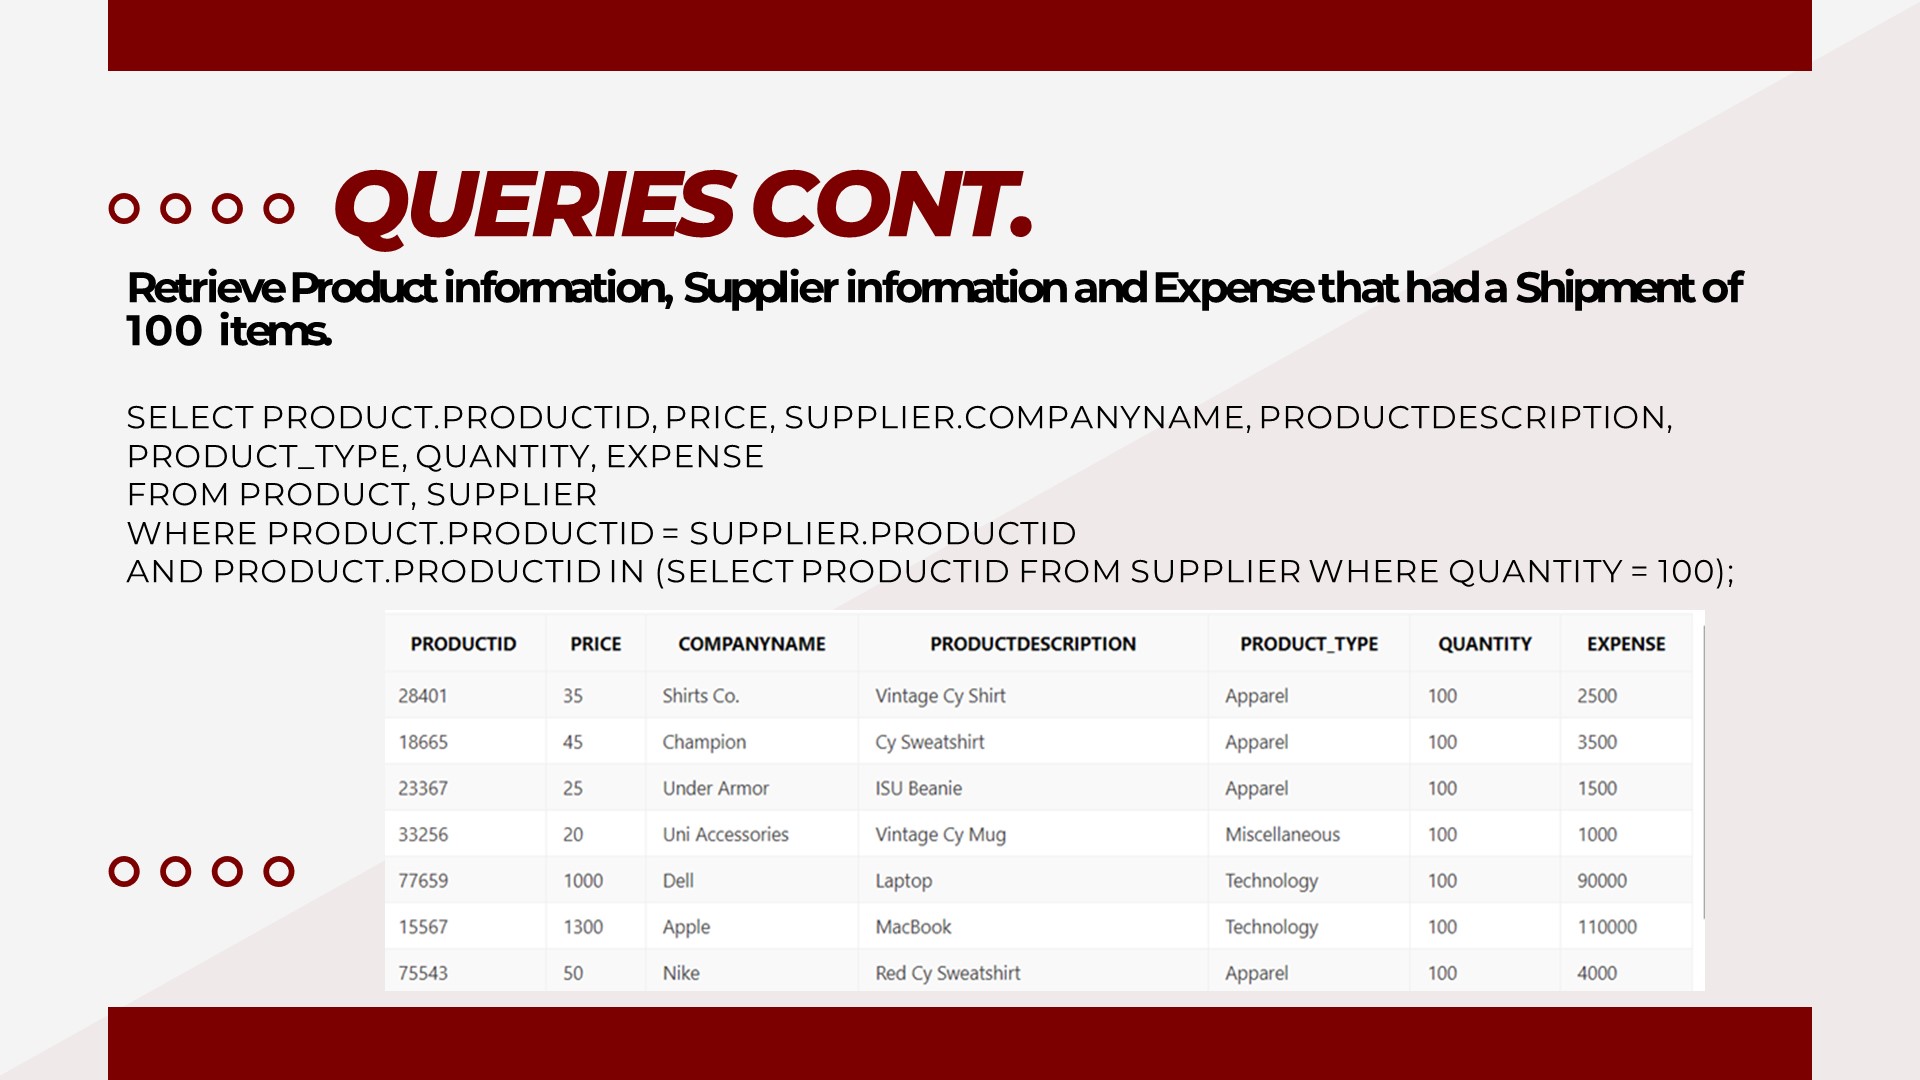 QUERIES CONT.
Retrieve Product information, Supplier information and Expense that had a Shipment of
100 items.
SELECT PRODUCT.PRODUCTID, PRICE, SUPPLIER.COMPANYNAME, PRODUCTDESCRIPTION,
PRODUCT_TYPE, QUANTITY, EXPENSE
FROM PRODUCT, SUPPLIER
WHERE PRODUCT.PRODUCTID = SUPPLIER.PRODUCTID
AND PRODUCT.PRODUCTID IN (SELECT PRODUCTID FROM SUPPLIER WHERE QUANTITY = 100);
PRODUCTID PRICE COMPANYNAME PRODUCTDESCRIPTION PRODUCT_TYPE QUANTITY EXPENSE
28401 35 Shirts Co. Vintage Cy Shirt Apparel 100 2500
18665 45 Champion Cy Sweatshirt Apparel 100 3500
23367 25 Under Armor ISU Beanie Apparel 100 1500
33256 20 Uni Accessories Vintage Cy Mug Miscellaneous 100 1000
77659 1000 Dell Laptop Technology 100 90000
15567 1300 Apple MacBook Technology 100 110000
75543 50 Nike Red Cy Sweatshirt Apparel 100 4000